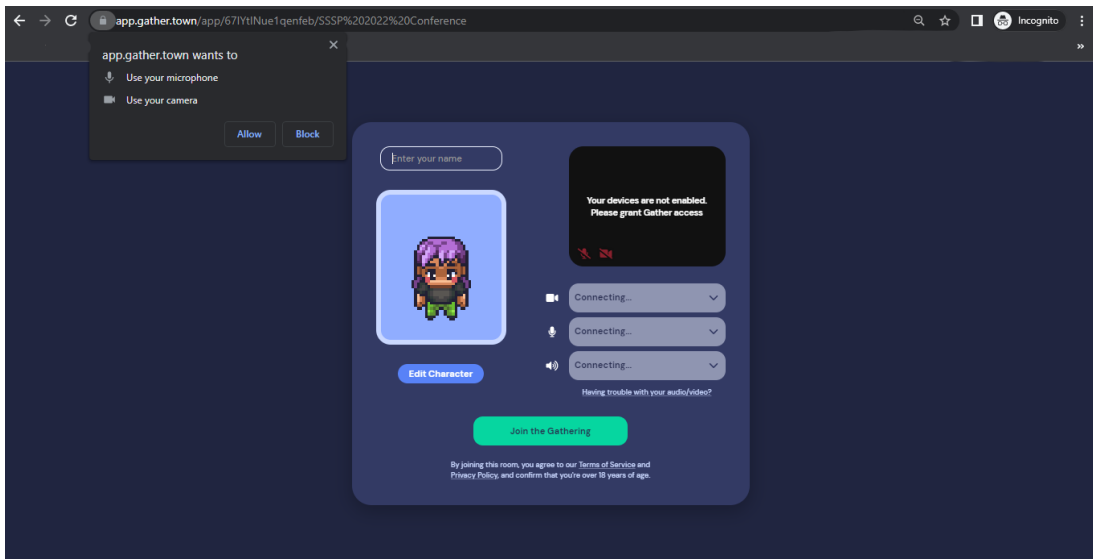 app.gather.town/app/67IYtINue1qenfeb/SSSP%202022%20Conference
Incognito
app.gather.town wants to
Use your microphone
Use your camera
Allow
Block
Enter your name
Your devices are not enabled.
Please grant Gather access
Connecting...
Connecting...
Connecting...
Edit Character
Having trouble with your audio/video?
Join the Gathering
By joining this room, you agree to our Terms of Service and
Privacy Policy, and confirm that you're over 18 years of age.